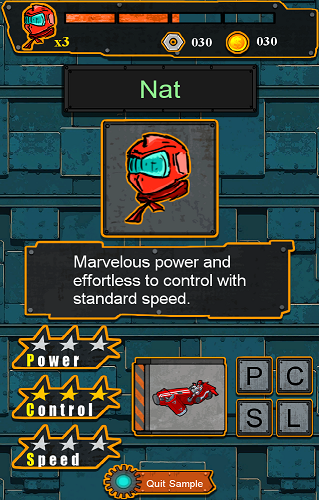 x3 030 030
Nat
Marvelous power and
effortless to control with
standard speed.
Power
Control
Speed
P C
S L
Quit Sample